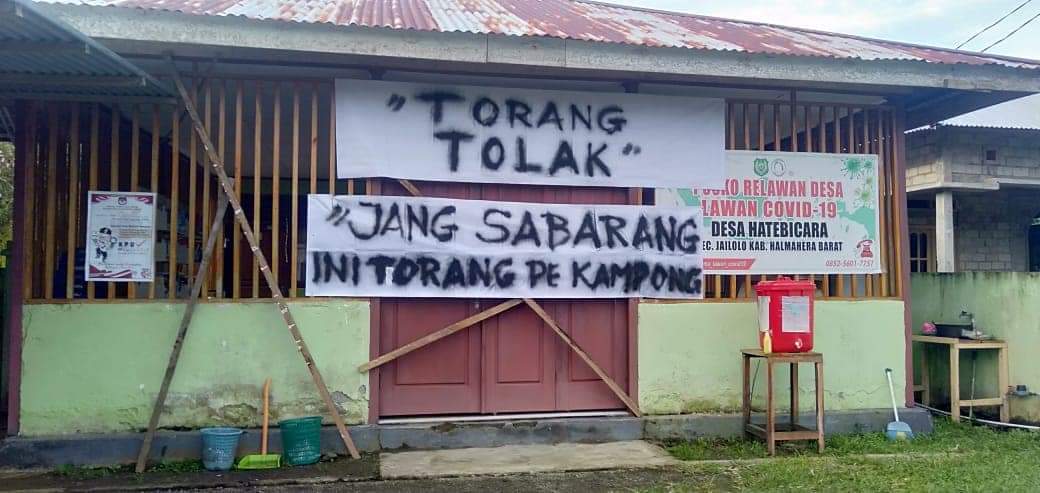 " TORANG
TOLAK "
" JANG SABARANG
INI TORANG PE KAMPONG
POSKO RELAWAN DESA
LAWAN COVID-19
DESA HATEBICARA
KEC. JAILOLO KAB. HALMAHERA BARAT